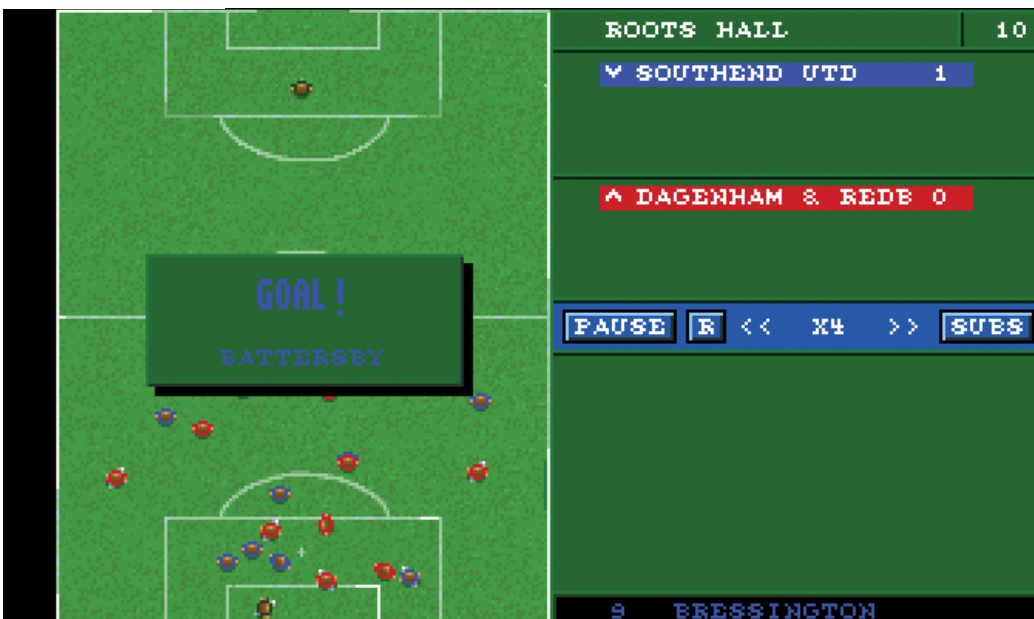 ROOTS HALL 10
SOUTHEND UTD 1
DAGENHAM & REDB 0
GOAL!
BATTERSBY
PAUSE R << X4 >> SUBS
9 BRESSINGTON